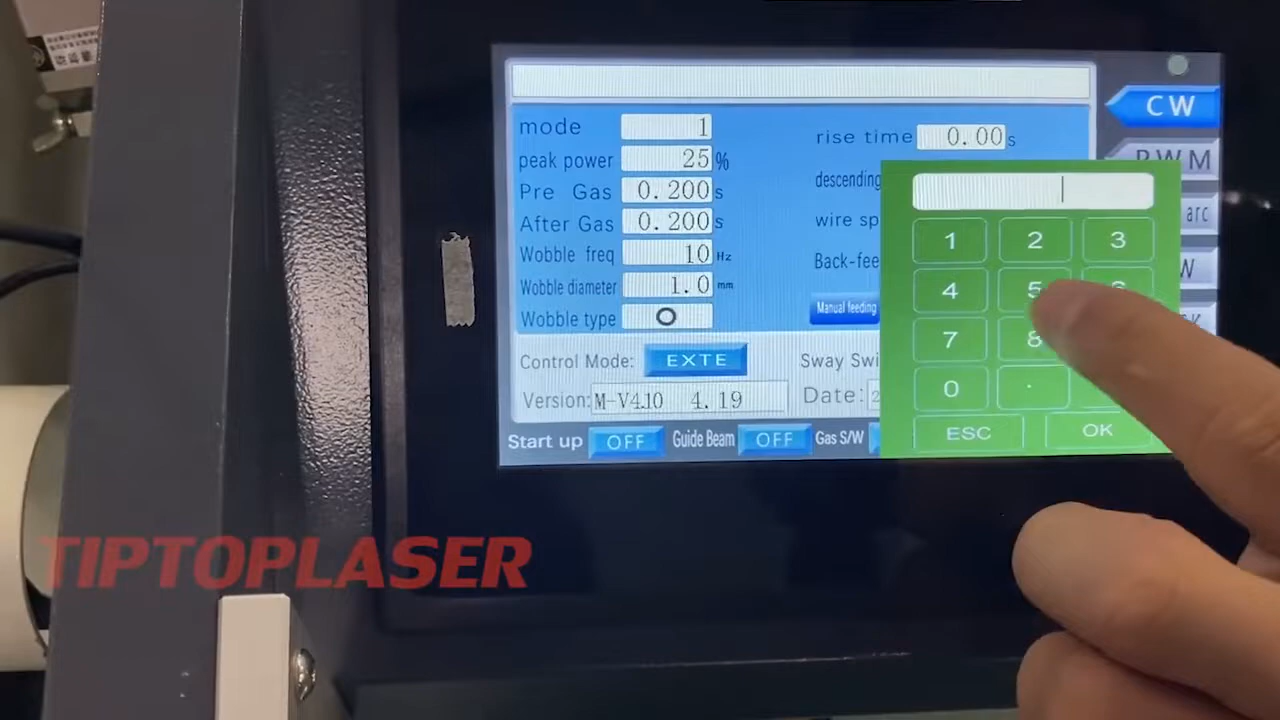 mode 1
peak power 25 %
Pre Gas 0.200 s
After Gas 0.200 s
Wobble freq 10 Hz
Wobble diameter 1.0 mm
Wobble type
Control Mode: EXTE
Version: M-V4.10 4.19
Start up OFF Guide Beam OFF Gas S/W
rise time 0.00 s
descending
wire sp
Back-fee
Manual feeding
Sway Swi
Date: 2
CW
PWM
arc
W
1 2 3
4 5 6
7 8
0 .
ESC OK
TIPTOPLASER